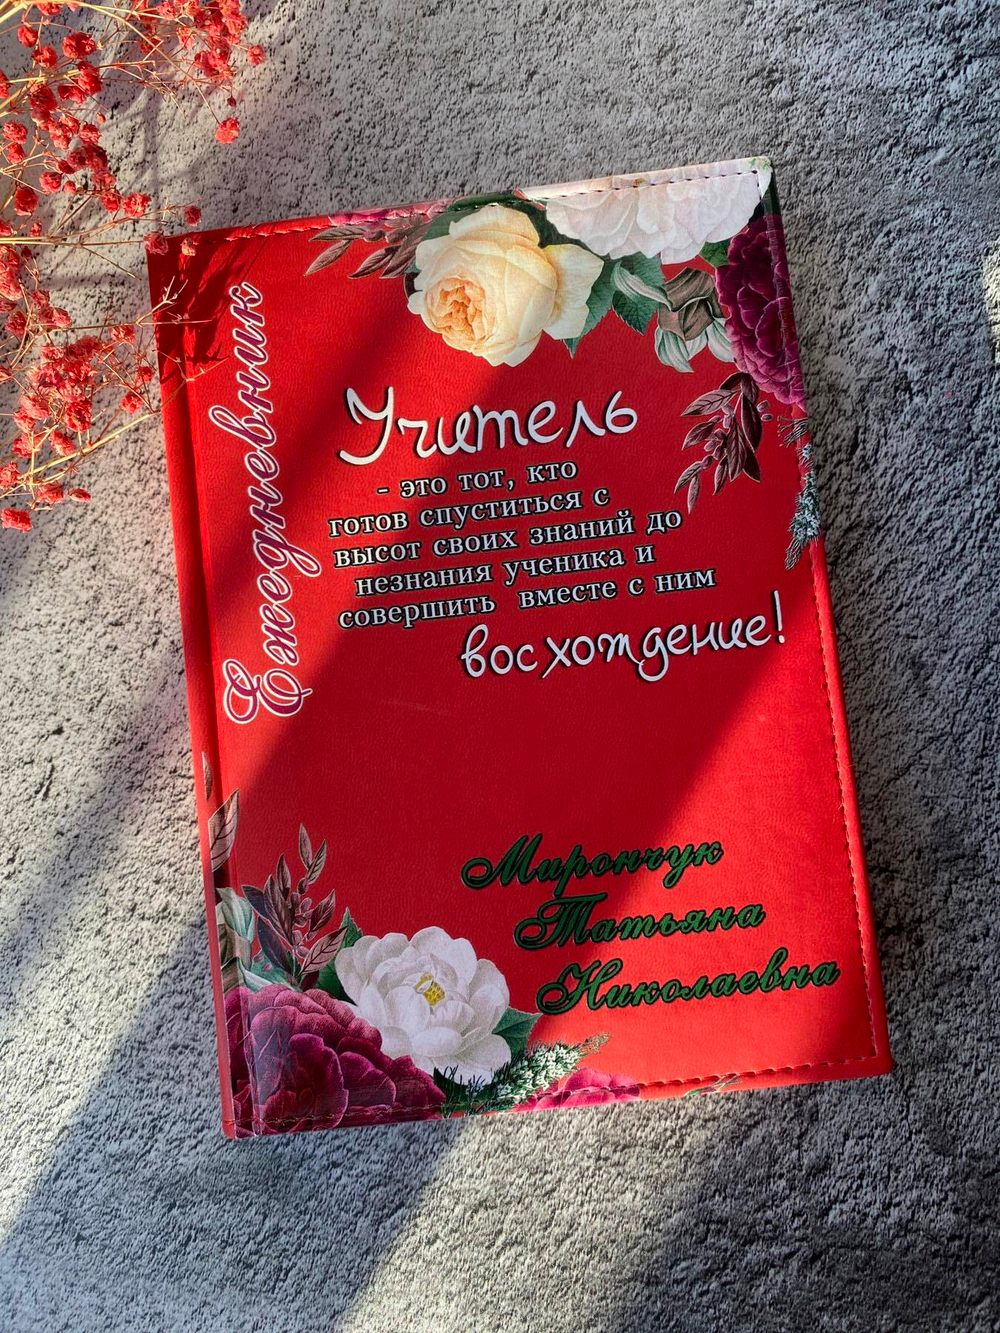 Ежедневник
Учитель
- это тот, кто
готов спуститься с
высот своих знаний до
незнания ученика и
совершить вместе с ним
восхождение!
Мирончук
Татьяна
Николаевна